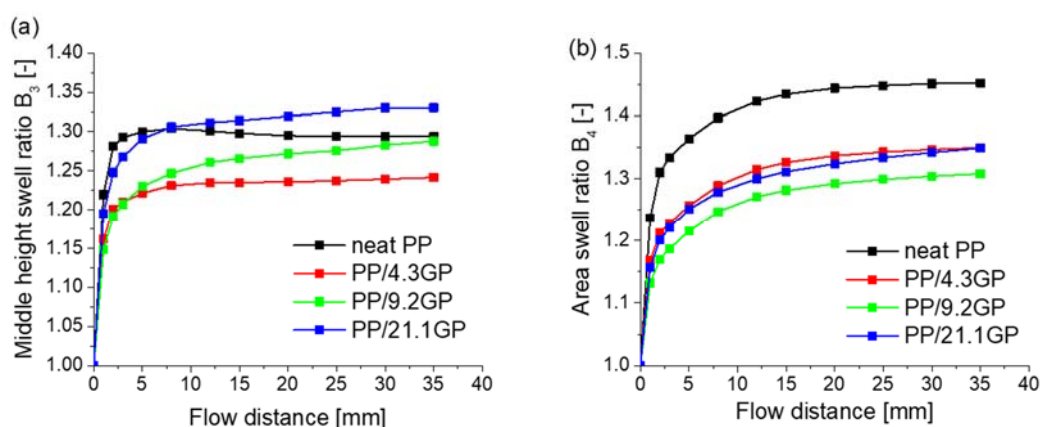 (a)
Middle height swell ratio B3 [-]
1.40
1.35
1.30
1.25
1.20
1.15
1.10
1.05
1.00
0 5 10 15 20 25 30 35 40
Flow distance [mm]
neat PP
PP/4.3GP
PP/9.2GP
PP/21.1GP
(b)
Area swell ratio B4 [-]
1.5
1.4
1.3
1.2
1.1
1.0
0 5 10 15 20 25 30 35 40
Flow distance [mm]
neat PP
PP/4.3GP
PP/9.2GP
PP/21.1GP